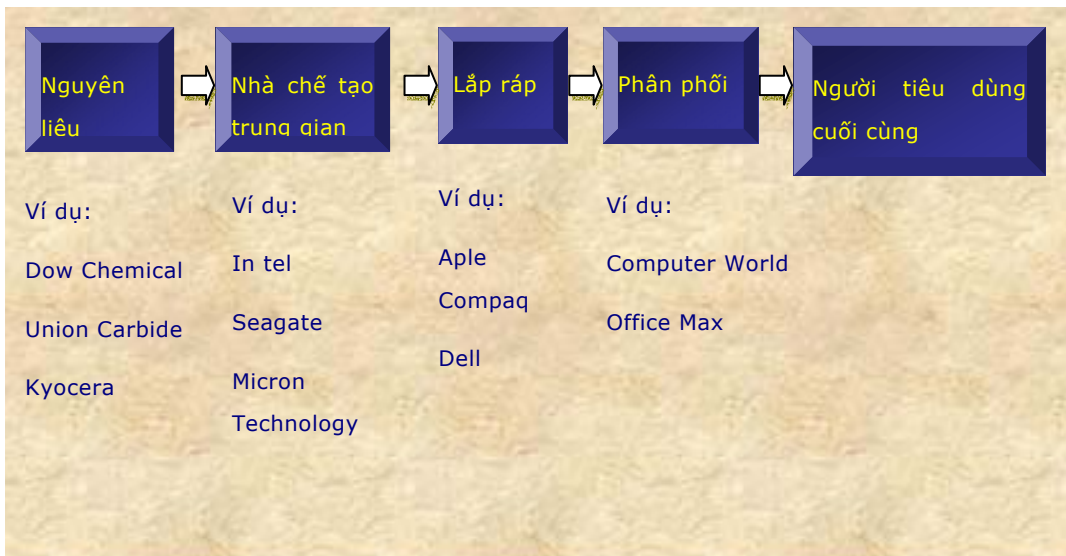 Nguyên
liêu
Nhà chế tạo
trung gian
Lắp ráp
Phân phối
Người tiêu dùng
cuối cùng
Ví dụ:
Dow Chemical
Union Carbide
Kyocera
Ví dụ:
In tel
Seagate
Micron
Technology
Ví dụ:
Aple
Compaq
Dell
Ví dụ:
Computer World
Office Max